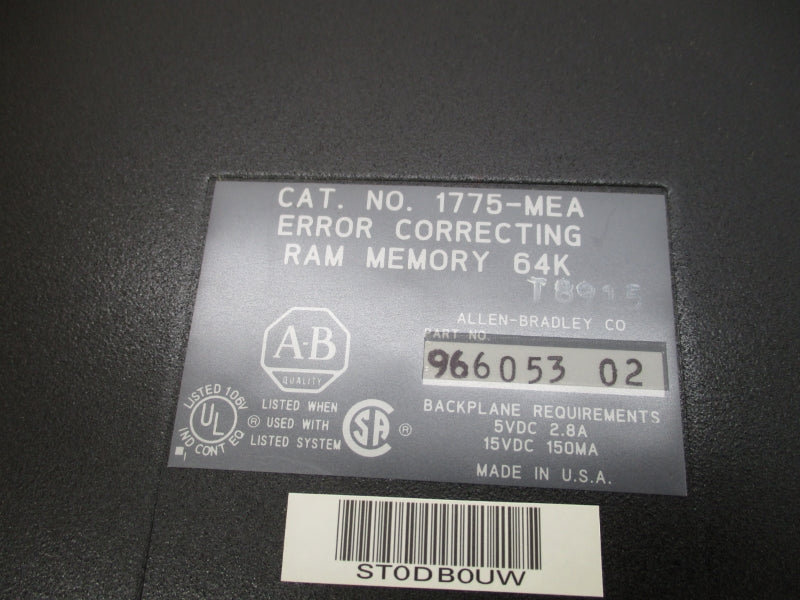 CAT. NO. 1775-MEA
ERROR CORRECTING
RAM MEMORY 64K
T8915
ALLEN-BRADLEY CO
PART NO.
966053 02
A-B
QUALITY
BACKPLANE REQUIREMENTS
5VDC 2.8A
15VDC 150MA
MADE IN U.S.A.
LISTED 106V
UL
IND CONT EQ
®
LISTED WHEN
USED WITH
LISTED SYSTEM
SA
®
ST0DB0UW